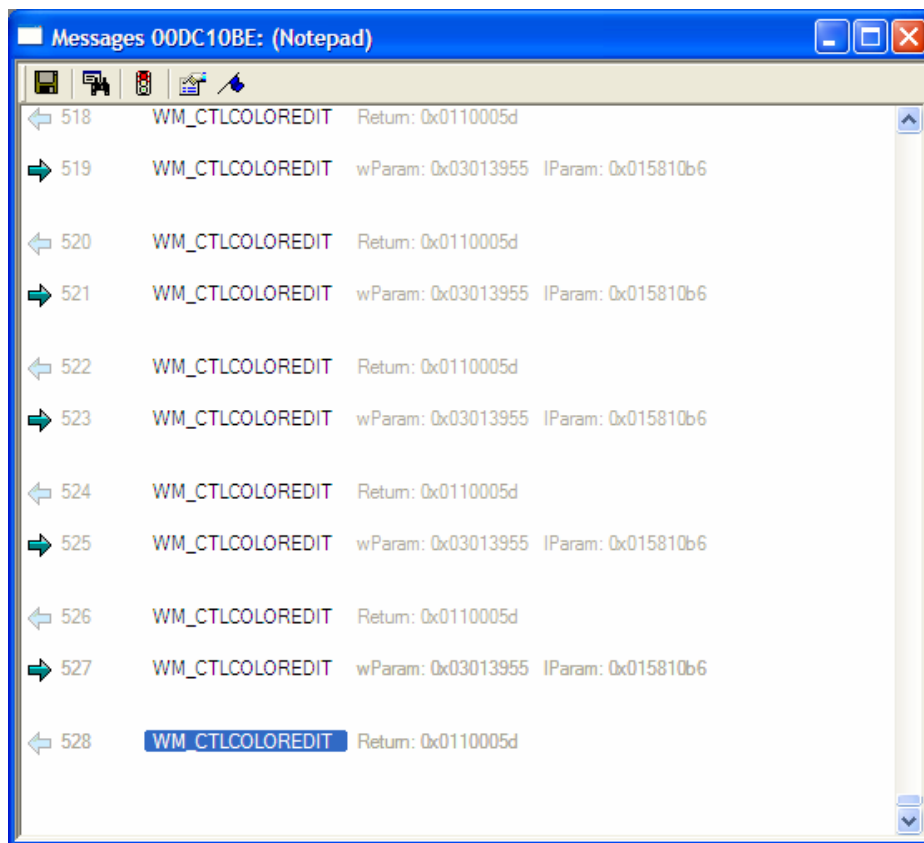 Messages 00DC10BE: (Notepad)
518 WM_CTLCOLOREDIT Return: 0x0110005d
519 WM_CTLCOLOREDIT wParam: 0x03013955 lParam: 0x015810b6
520 WM_CTLCOLOREDIT Return: 0x0110005d
521 WM_CTLCOLOREDIT wParam: 0x03013955 lParam: 0x015810b6
522 WM_CTLCOLOREDIT Return: 0x0110005d
523 WM_CTLCOLOREDIT wParam: 0x03013955 lParam: 0x015810b6
524 WM_CTLCOLOREDIT Return: 0x0110005d
525 WM_CTLCOLOREDIT wParam: 0x03013955 lParam: 0x015810b6
526 WM_CTLCOLOREDIT Return: 0x0110005d
527 WM_CTLCOLOREDIT wParam: 0x03013955 lParam: 0x015810b6
528 WM_CTLCOLOREDIT Return: 0x0110005d